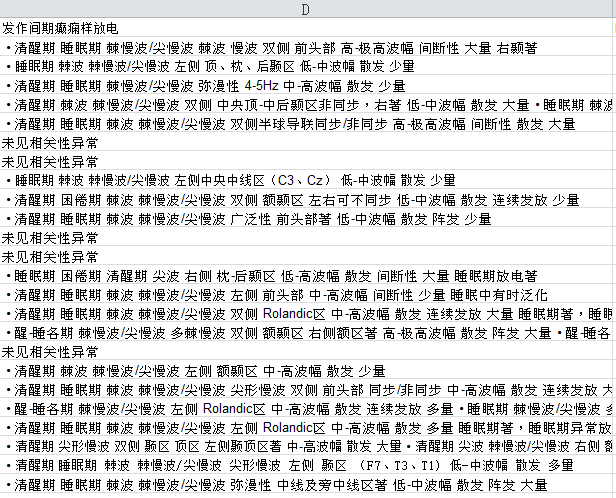 D
发作间期癫痫样放电
·清醒期 睡眠期 棘慢波/尖慢波 棘波 慢波 双侧 前头部 高-极高波幅 间断性 大量 右颞著
·睡眠期 棘波 棘慢波/尖慢波 左侧 顶、枕、后颞区 低-中波幅 散发 少量
·清醒期 睡眠期 棘慢波/尖慢波 弥漫性 4-5Hz 中-高波幅 散发 少量
·清醒期 棘波 棘慢波/尖慢波 双侧 中央顶-中后颞区非同步，右著 低-中波幅 散发 大量 ·睡眠期 棘波
·清醒期 睡眠期 棘波 棘慢波/尖慢波 双侧半球导联同步/非同步 高-极高波幅 间断性 散发 大量
未见相关性异常
未见相关性异常
·睡眠期 棘波 棘慢波/尖慢波 左侧中央中线区（C3、Cz） 低-中波幅 散发 少量
·清醒期 困倦期 棘波 棘慢波/尖慢波 双侧 额颞区 左右可不同步 低-中波幅 散发 连续发放 少量
·清醒期 睡眠期 棘波 棘慢波/尖慢波 广泛性 前头部著 低-中波幅 散发 阵发 少量
未见相关性异常
未见相关性异常
·睡眠期 困倦期 清醒期 尖波 右侧 枕-后颞区 低-高波幅 散发 间断性 大量 睡眠期放电著
·清醒期 睡眠期 棘波 棘慢波/尖慢波 左侧 前头部 中-高波幅 间断性 少量 睡眠中有时泛化
·清醒期 睡眠期 棘波 棘慢波/尖慢波 双侧 Rolandic区 中-高波幅 散发 连续发放 大量 睡眠期著，睡眠
·醒-睡各期 棘慢波/尖慢波 多棘慢波 双侧 额颞区 右侧额区著 高-极高波幅 散发 阵发 大量 ·醒-睡各
未见相关性异常
·清醒期 棘波 棘慢波/尖慢波 左侧 额颞区 中-高波幅 散发 少量
·清醒期 睡眠期 棘波 棘慢波/尖慢波 尖形慢波 双侧 前头部 同步/非同步 中-高波幅 散发 连续发放 大
·醒-睡各期 棘慢波/尖慢波 左侧 Rolandic区 中-高波幅 散发 连续发放 多量 ·睡眠期 棘慢波/尖慢波 多
·清醒期 睡眠期 棘波 棘慢波/尖慢波 左侧 Rolandic区 中-高波幅 散发 多量 睡眠期著，睡眠期异常放
·清醒期 尖形慢波 双侧 颞区 顶区 左侧颞顶区著 中-高波幅 散发 大量 ·清醒期 尖波 棘慢波/尖慢波 右侧 额
·清醒期 睡眠期 棘波 棘慢波/尖慢波 尖形慢波 左侧 颞区 （F7、T3、T1）低-中波幅 散发 多量
·清醒期 睡眠期 棘波 棘慢波/尖慢波 弥漫性 中线及旁中线区著 低-中波幅 散发 阵发 大量